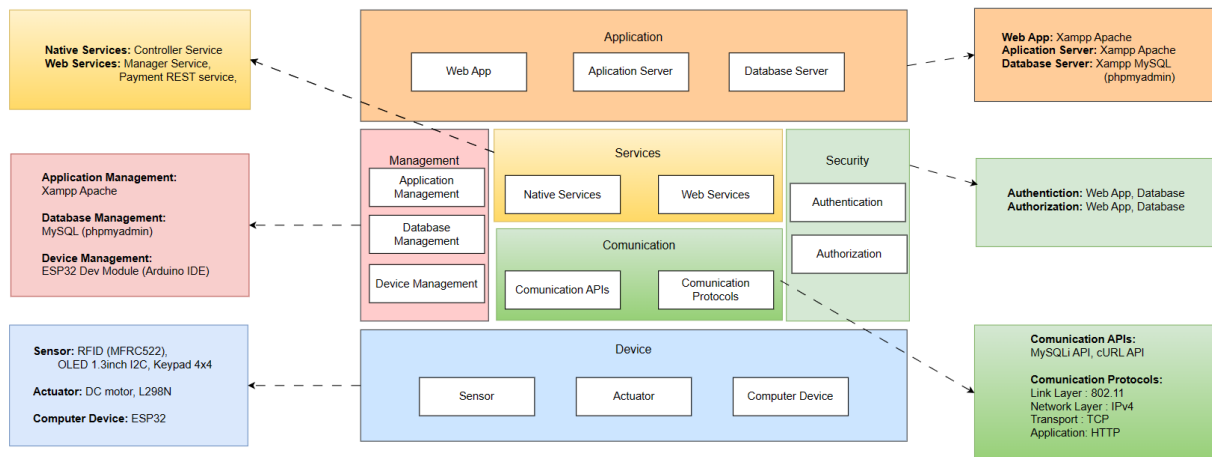 Native Services: Controller Service
Web Services: Manager Service,
Payment REST service,
Application
Web App
Aplication Server
Database Server
Web App: Xampp Apache
Aplication Server: Xampp Apache
Database Server: Xampp MySQL
(phpmyadmin)
Application Management:
Xampp Apache
Database Management:
MySQL (phpmyadmin)
Device Management:
ESP32 Dev Module (Arduino IDE)
Management
Application
Management
Database
Management
Device Management
Services
Native Services
Web Services
Comunication
Comunication APIs
Comunication
Protocols
Security
Authentication
Authorization
Authentiction: Web App, Database
Authorization: Web App, Database
Sensor: RFID (MFRC522),
OLED 1.3inch I2C, Keypad 4x4
Actuator: DC motor, L298N
Computer Device: ESP32
Device
Sensor
Actuator
Computer Device
Comunication APIs:
MySQLi API, cURL API
Comunication Protocols:
Link Layer : 802.11
Network Layer : IPv4
Transport : TCP
Application: HTTP